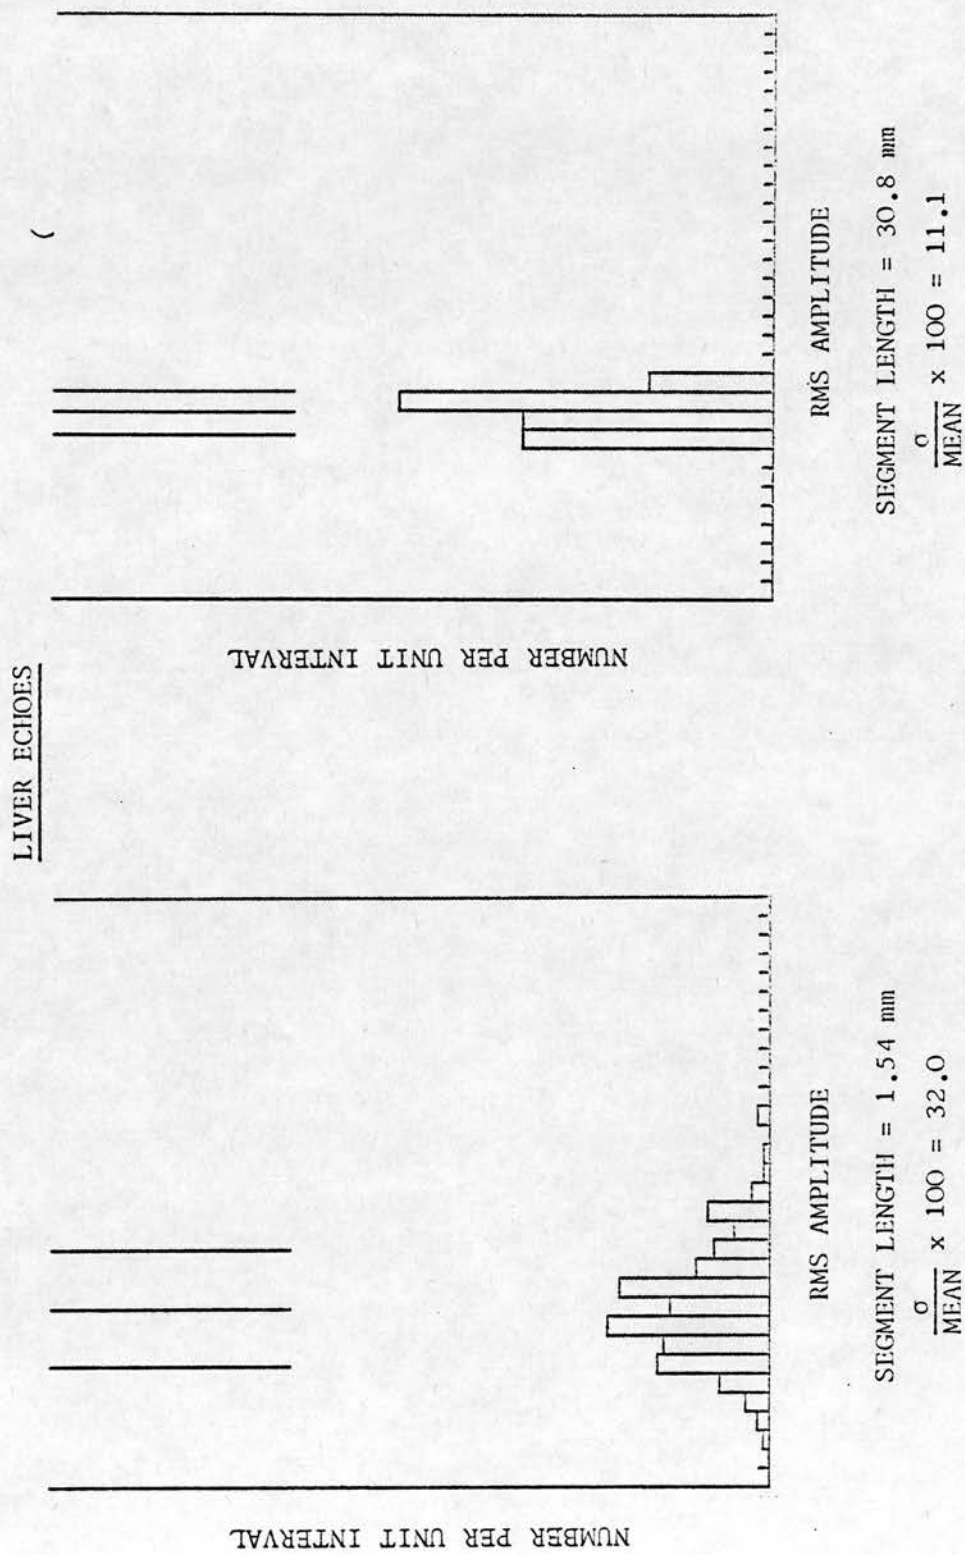 LIVER ECHOES
NUMBER PER UNIT INTERVAL
RMS AMPLITUDE
SEGMENT LENGTH = 1.54 mm
σ
MEAN x 100 = 32.0
NUMBER PER UNIT INTERVAL
RMS AMPLITUDE
SEGMENT LENGTH = 30.8 mm
σ
MEAN x 100 = 11.1